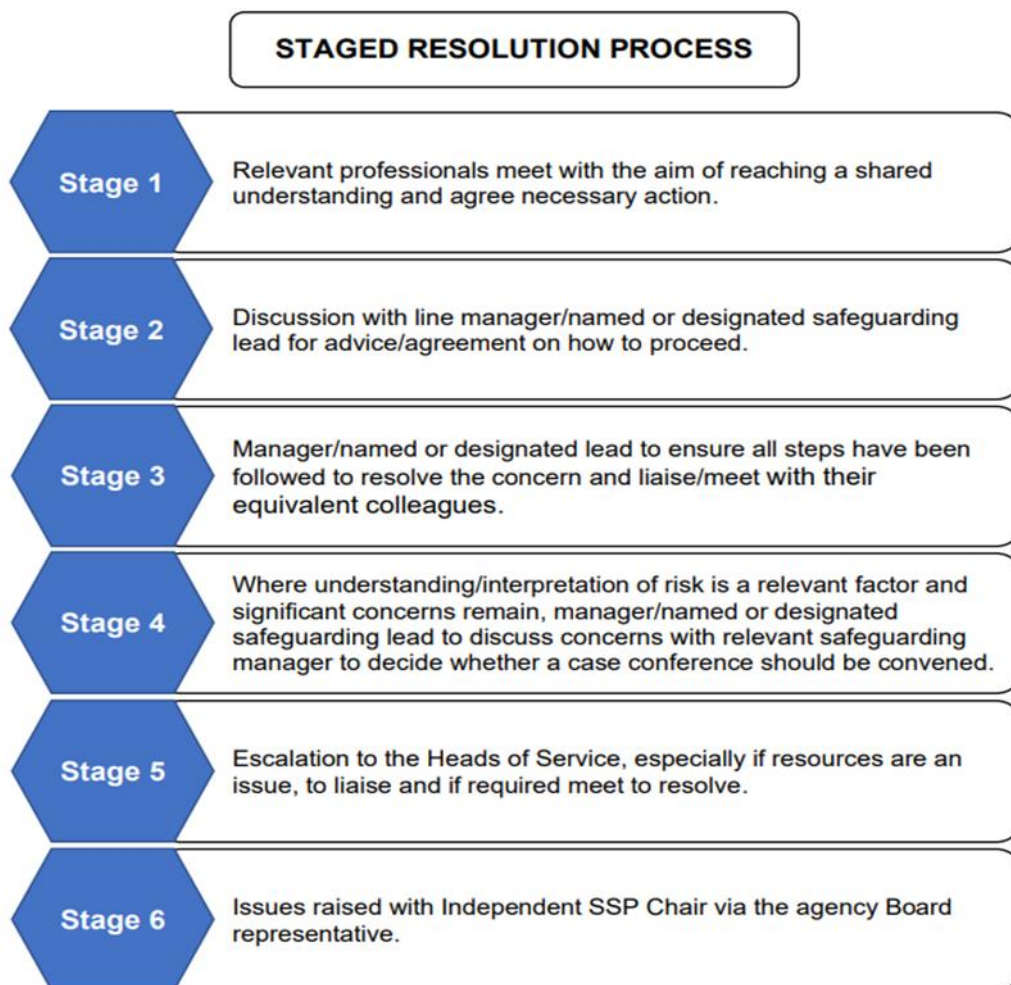 STAGED RESOLUTION PROCESS
Stage 1
Relevant professionals meet with the aim of reaching a shared
understanding and agree necessary action.
Stage 2
Discussion with line manager/named or designated safeguarding
lead for advice/agreement on how to proceed.
Stage 3
Manager/named or designated lead to ensure all steps have been
followed to resolve the concern and liaise/meet with their
equivalent colleagues.
Stage 4
Where understanding/interpretation of risk is a relevant factor and
significant concerns remain, manager/named or designated
safeguarding lead to discuss concerns with relevant safeguarding
manager to decide whether a case conference should be convened.
Stage 5
Escalation to the Heads of Service, especially if resources are an
issue, to liaise and if required meet to resolve.
Stage 6
Issues raised with Independent SSP Chair via the agency Board
representative.